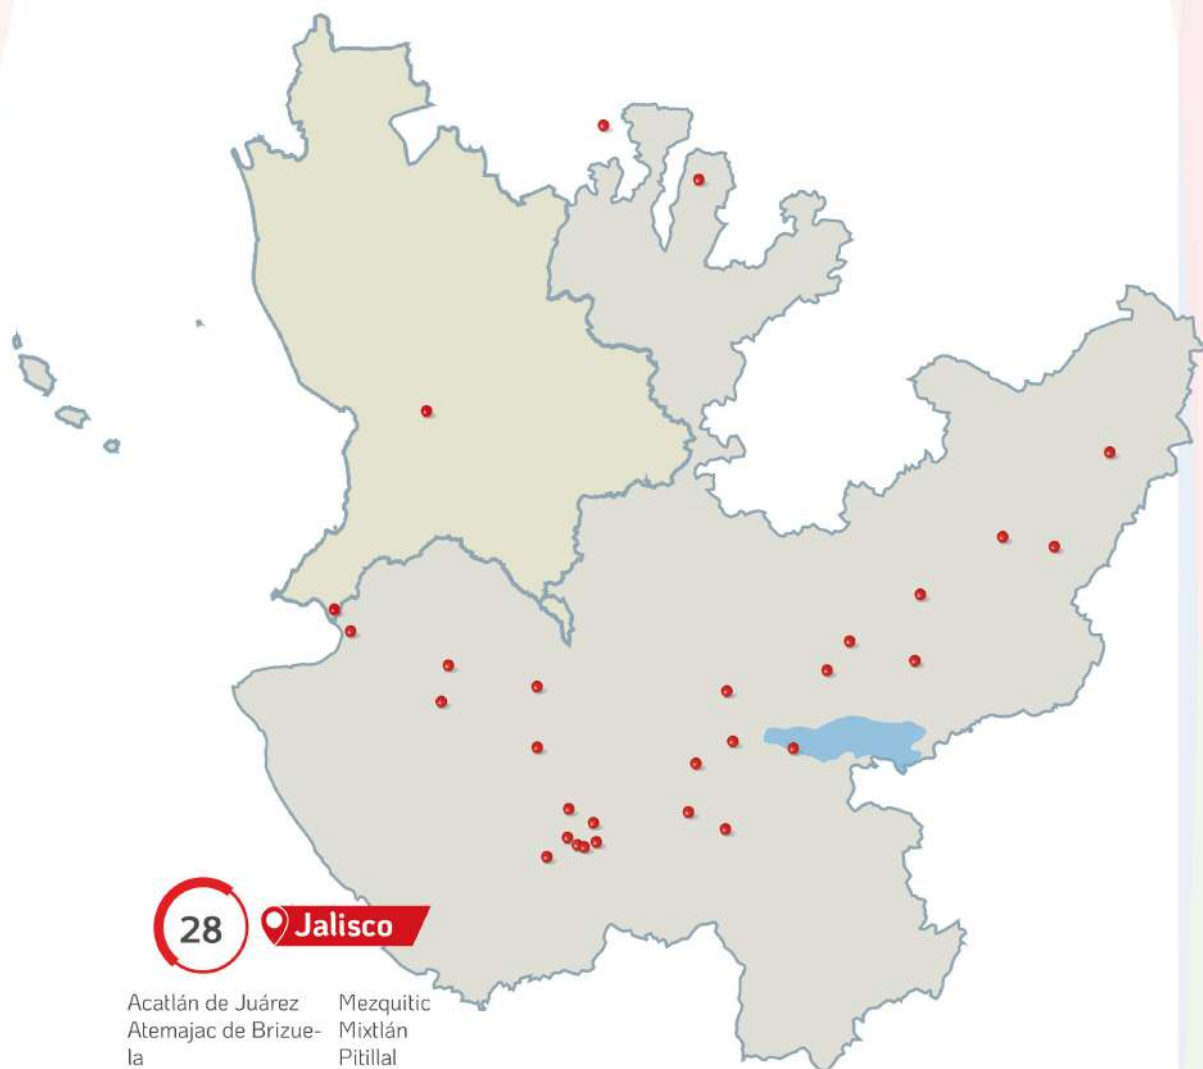 28
Jalisco
Acatlán de Juárez
Atemajac de Brizue-
la
Mezquitic
Mixtlán
Pitillal